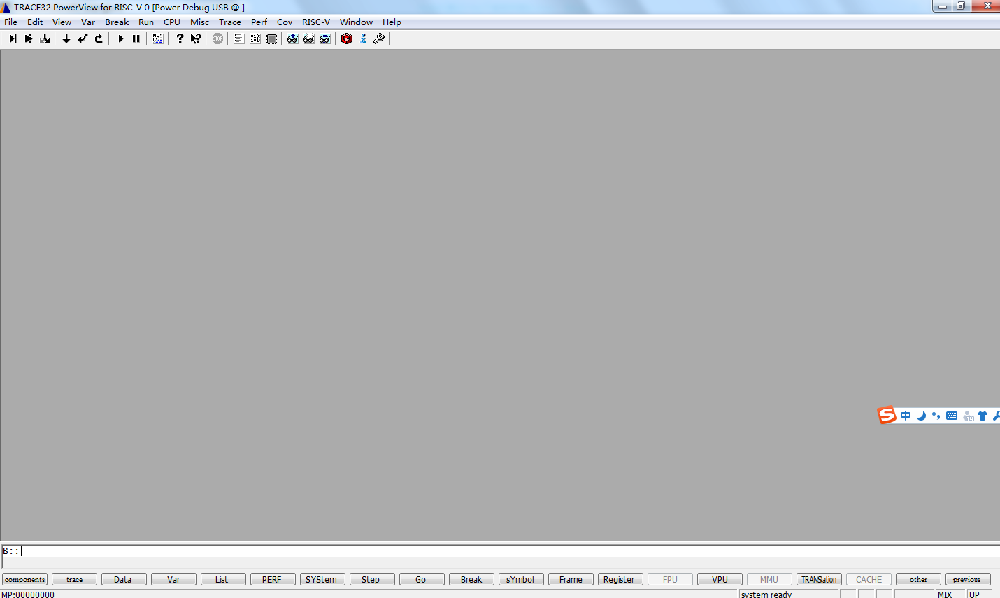 TRACE32 PowerView for RISC-V 0 [Power Debug USB @ ]
File Edit View Var Break Run CPU Misc Trace Perf Cov RISC-V Window Help
STOP
中
B::
components trace Data Var List PERF SYStem Step Go Break sYmbol Frame Register FPU VPU MMU TRANSlation CACHE other previous
MP:00000000 system ready MIX UP